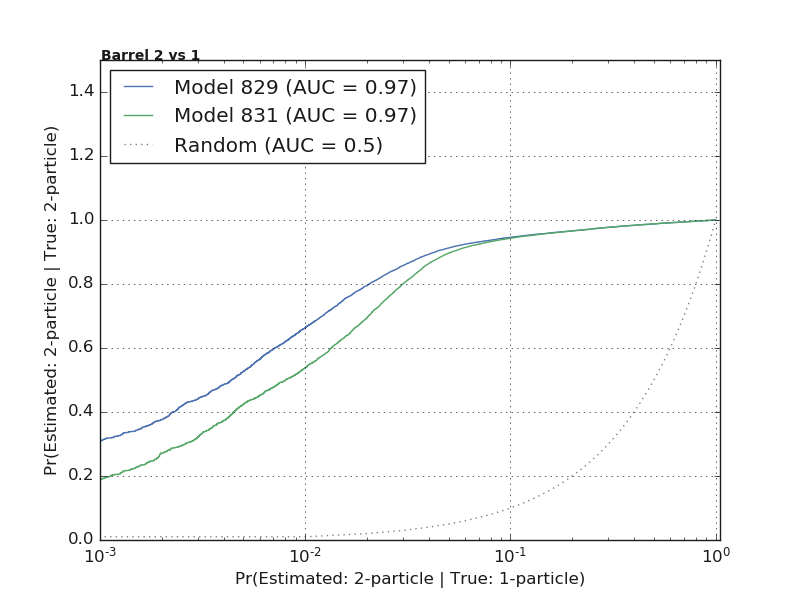 Barrel 2 vs 1
Model 829 (AUC = 0.97)
Model 831 (AUC = 0.97)
Random (AUC = 0.5)
1.4
1.2
1.0
0.8
0.6
0.4
0.2
0.0
Pr(Estimated: 2-particle | True: 2-particle)
10^-3
10^-2
10^-1
10^0
Pr(Estimated: 2-particle | True: 1-particle)